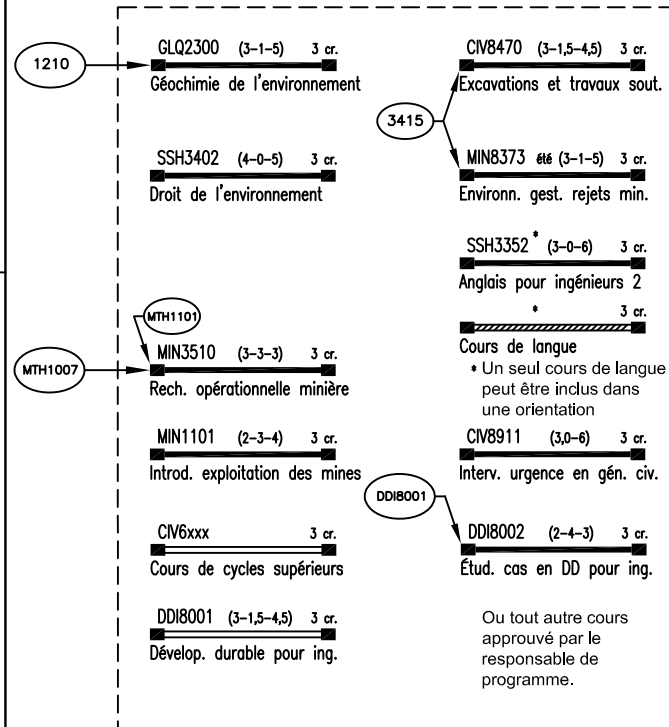 1210
GLQ2300 (3-1-5) 3 cr.
Géochimie de l'environnement
SSH3402 (4-0-5) 3 cr.
Droit de l'environnement
MTH1101
MTH1007
MIN3510 (3-3-3) 3 cr.
Rech. opérationnelle minière
MIN1101 (2-3-4) 3 cr.
Introd. exploitation des mines
CIV6xxx 3 cr.
Cours de cycles supérieurs
DDI8001 (3-1,5-4,5) 3 cr.
Dévelop. durable pour ing.
CIV8470 (3-1,5-4,5) 3 cr.
Excavations et travaux sout.
3415
MIN8373 été (3-1-5) 3 cr.
Environn. gest. rejets min.
SSH3352 * (3-0-6) 3 cr.
Anglais pour ingénieurs 2
* 3 cr.
Cours de langue
* Un seul cours de langue
peut être inclus dans
une orientation
CIV8911 (3,0-6) 3 cr.
Interv. urgence en gén. civ.
DDI8001
DDI8002 (2-4-3) 3 cr.
Étud. cas en DD pour ing.
Ou tout autre cours
approuvé par le
responsable de
programme.